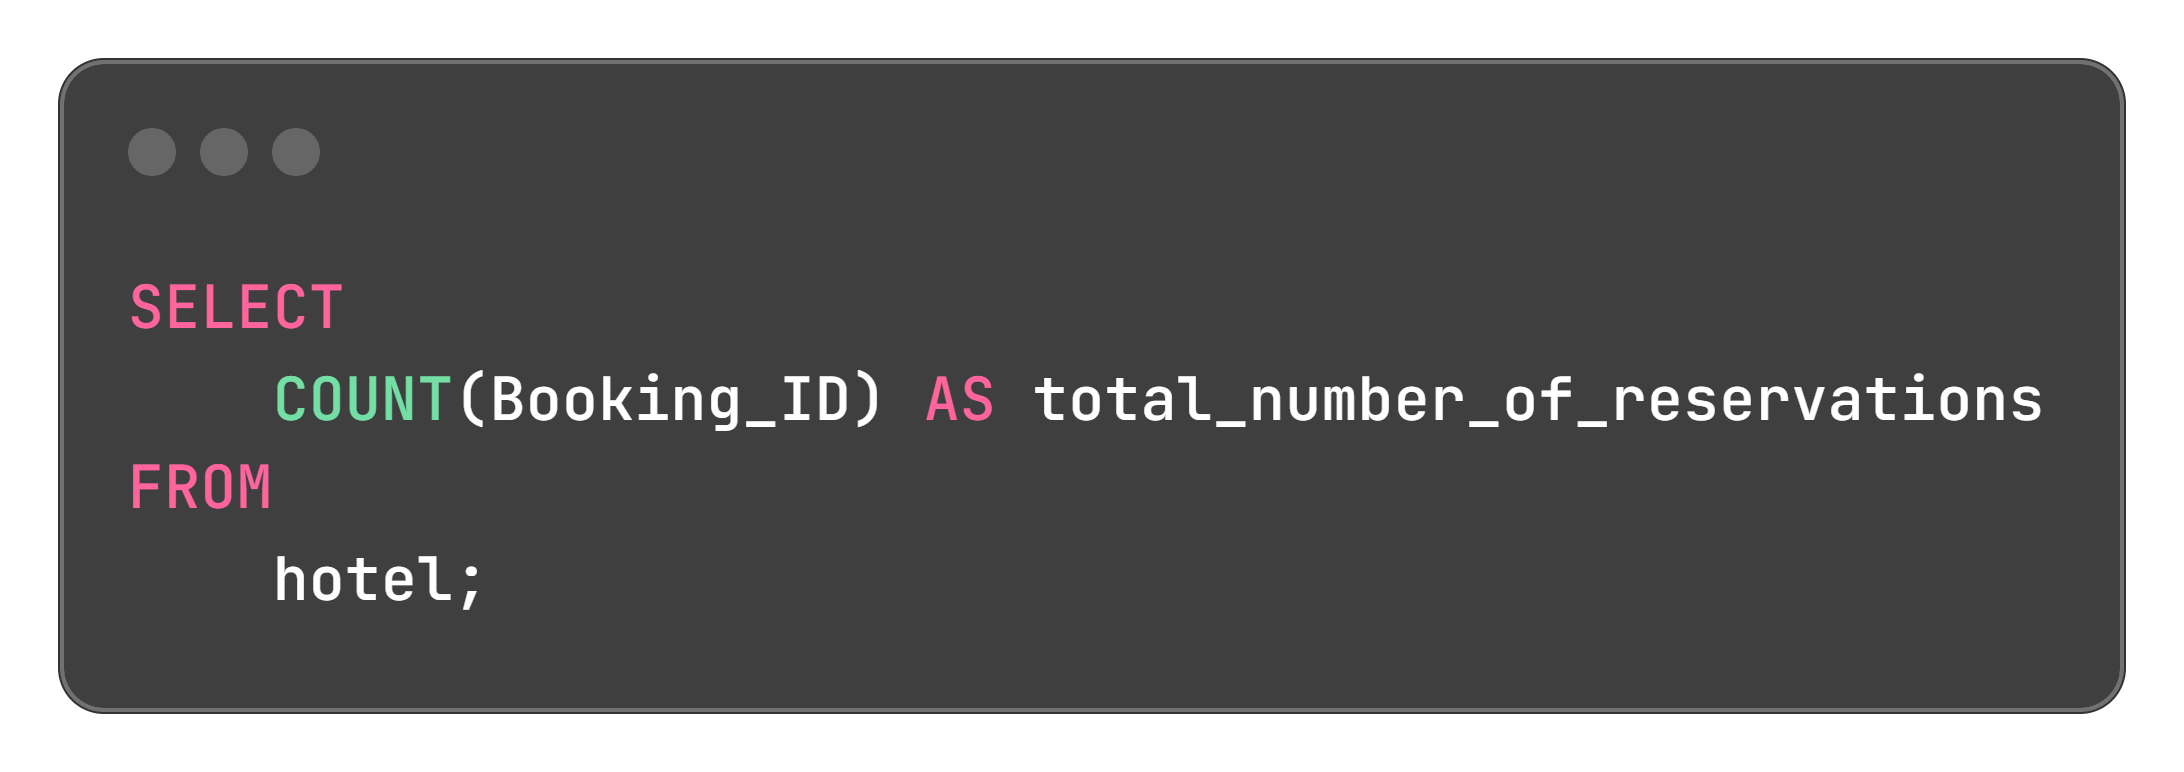 SELECT
    COUNT(Booking_ID) AS total_number_of_reservations
FROM
    hotel;